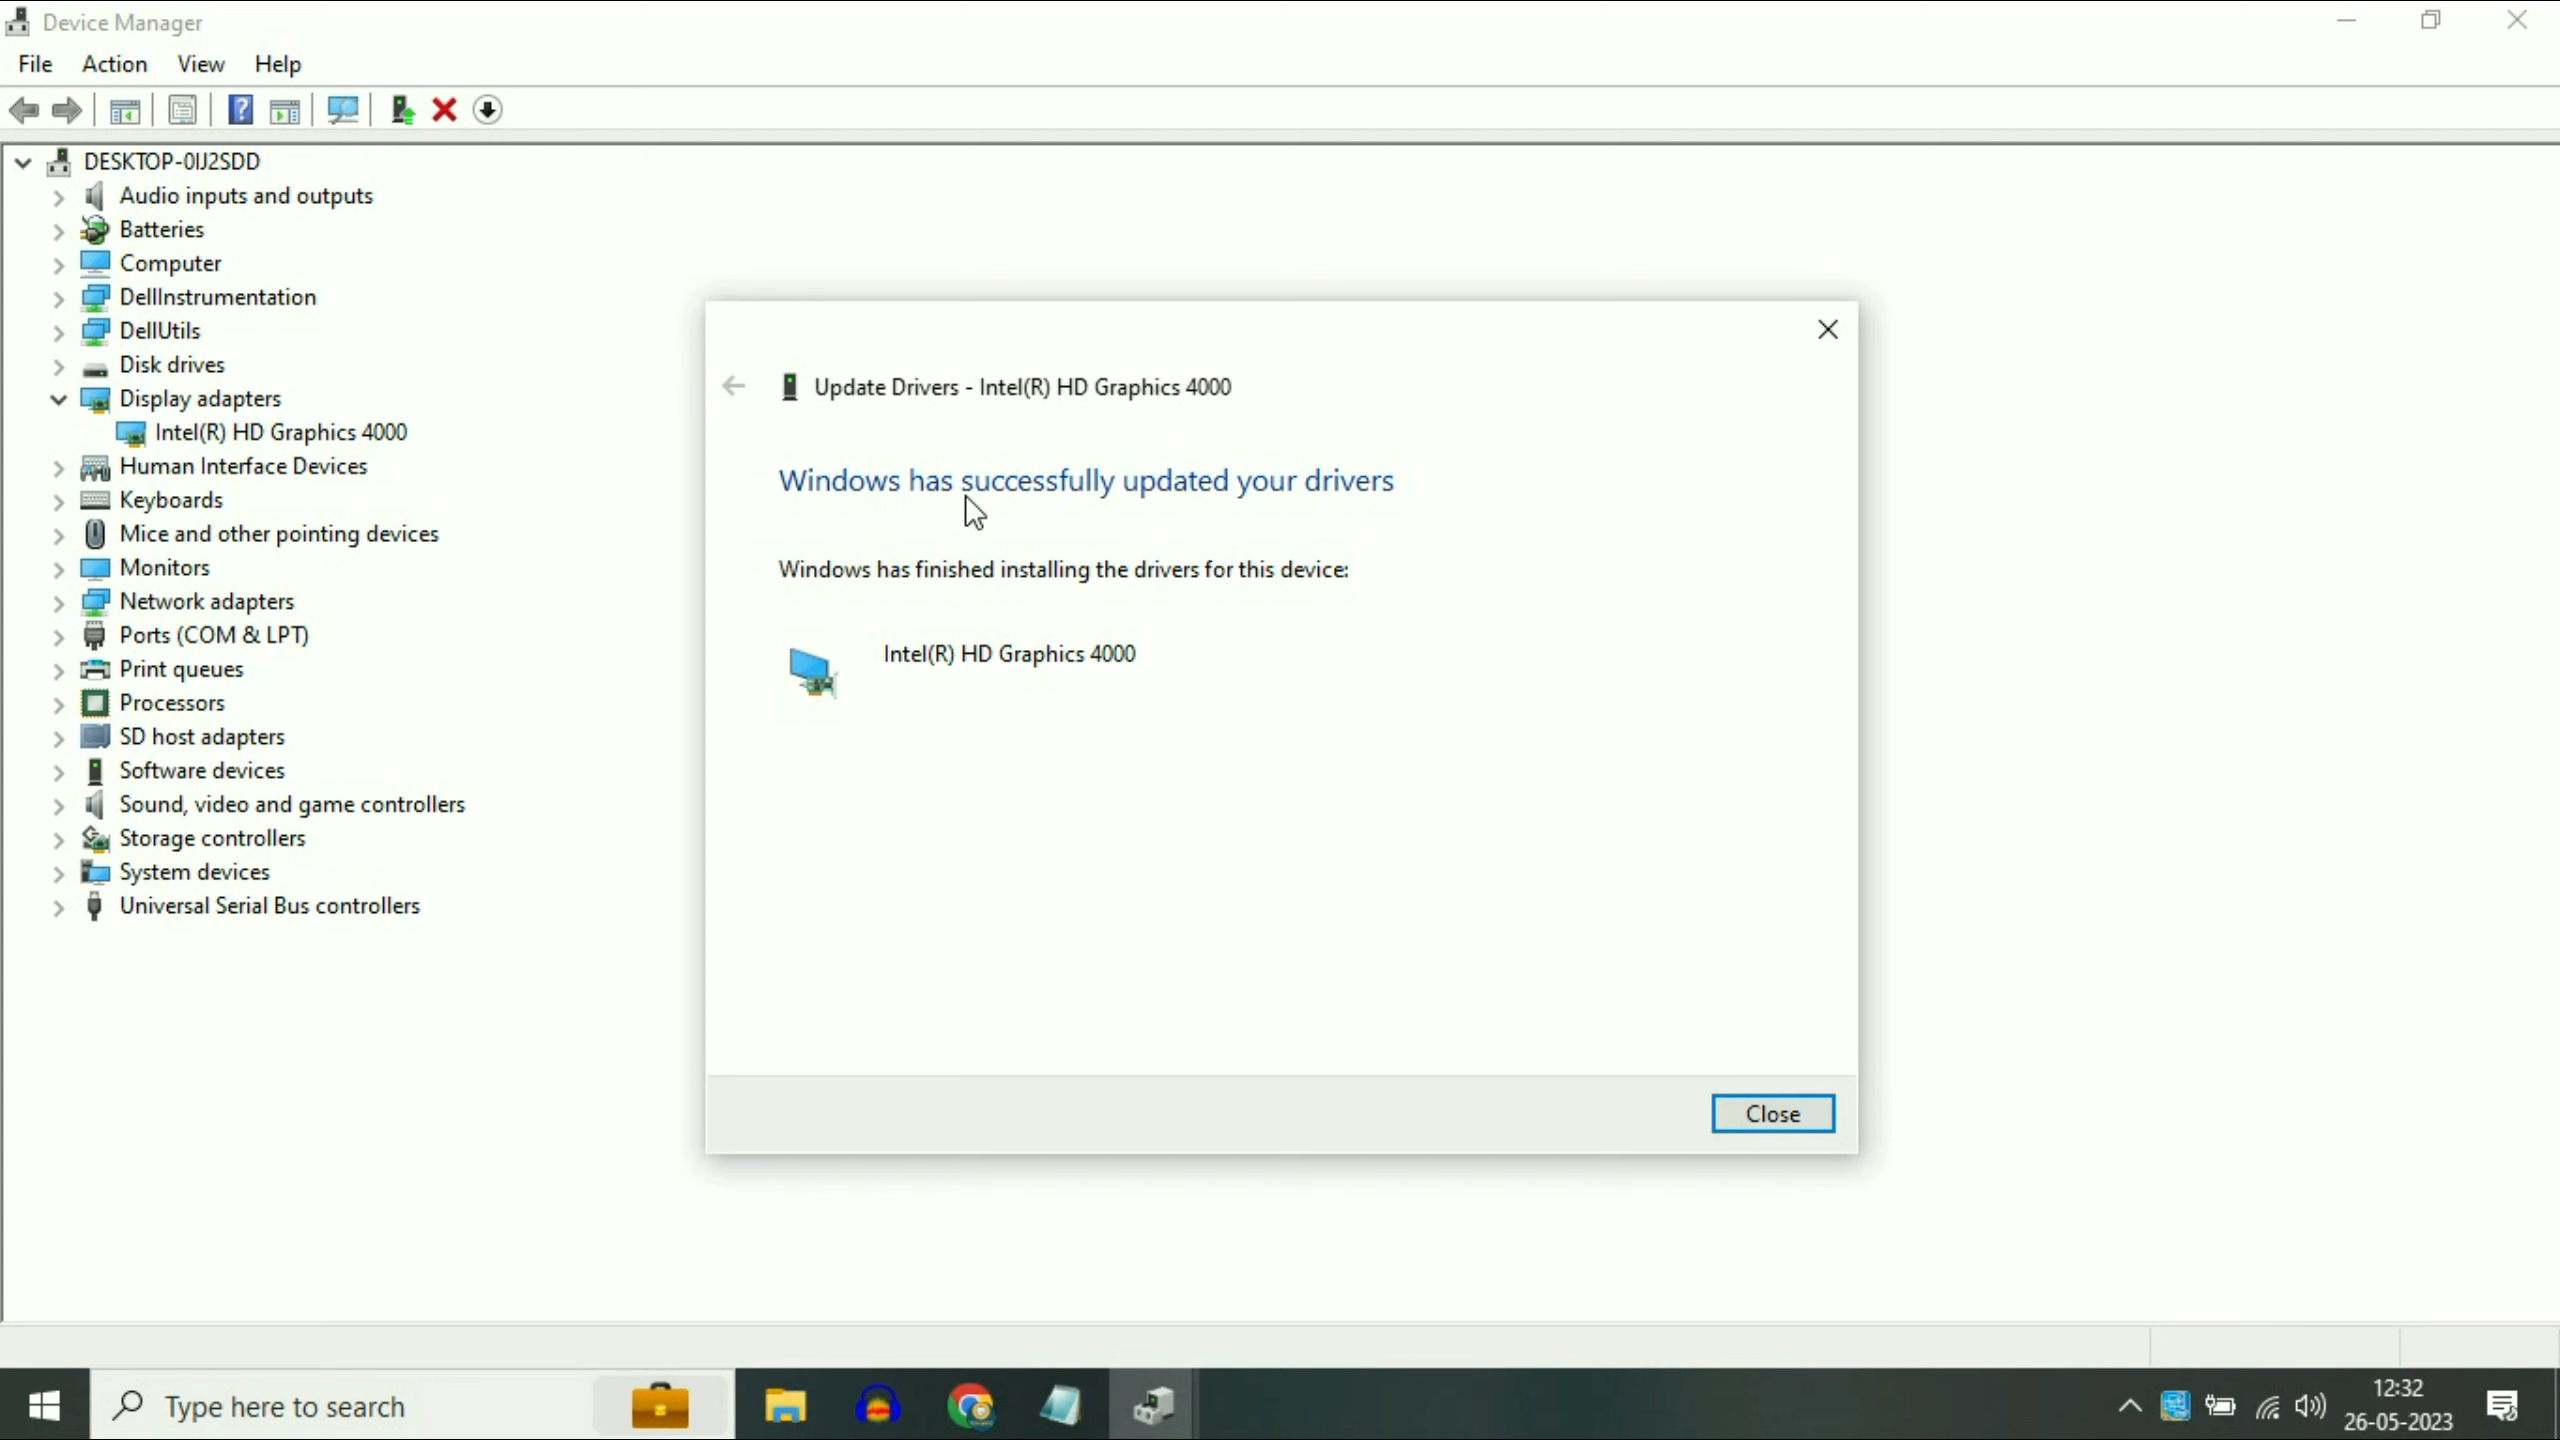 Device Manager
File Action View Help
DESKTOP-0IJ2SDD
Audio inputs and outputs
Batteries
Computer
DellInstrumentation
DellUtils
Disk drives
Display adapters
Intel(R) HD Graphics 4000
Human Interface Devices
Keyboards
Mice and other pointing devices
Monitors
Network adapters
Ports (COM & LPT)
Print queues
Processors
SD host adapters
Software devices
Sound, video and game controllers
Storage controllers
System devices
Universal Serial Bus controllers
Update Drivers - Intel(R) HD Graphics 4000
Windows has successfully updated your drivers
Windows has finished installing the drivers for this device:
Intel(R) HD Graphics 4000
Close
Type here to search
12:32
26-05-2023